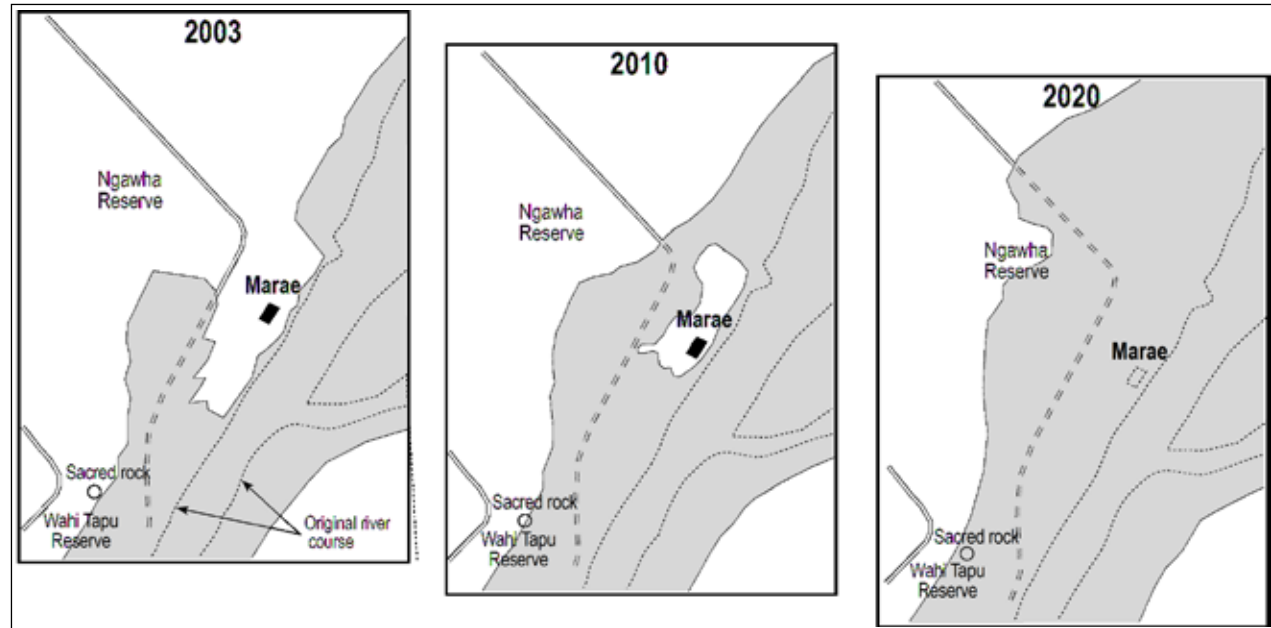 2003
Ngawha
Reserve
Marae
Sacred rock
Wahi Tapu
Reserve
Original river
course
2010
Ngawha
Reserve
Marae
Sacred rock
Wahi Tapu
Reserve
2020
Ngawha
Reserve
Marae
Sacred rock
Wahi Tapu
Reserve